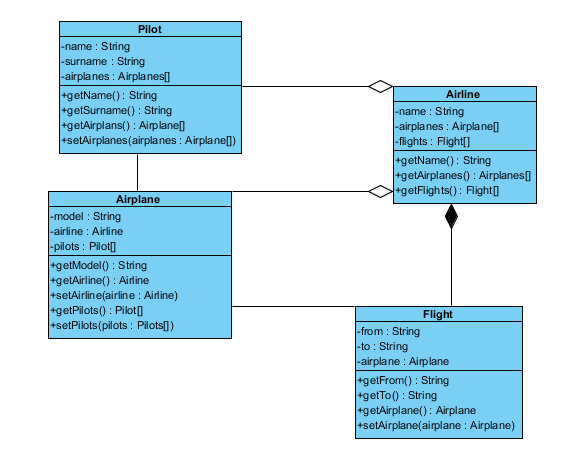 Pilot
-name : String
-surname : String
-airplanes : Airplanes[]
+getName() : String
+getSurname() : String
+getAirplans() : Airplane[]
+setAirplanes(airplanes : Airplane[])
Airline
-name : String
-airplanes : Airplane[]
-flights : Flight[]
+getName() : String
+getAirplanes() : Airplanes[]
+getFlights() : Flight[]
Airplane
-model : String
-airline : Airline
-pilots : Pilot[]
+getModel() : String
+getAirline() : Airline
+setAirline(airline : Airline)
+getPilots() : Pilot[]
+setPilots(pilots : Pilots[])
Flight
-from : String
-to : String
-airplane : Airplane
+getFrom() : String
+getTo() : String
+getAirplane() : Airplane
+setAirplane(airplane : Airplane)